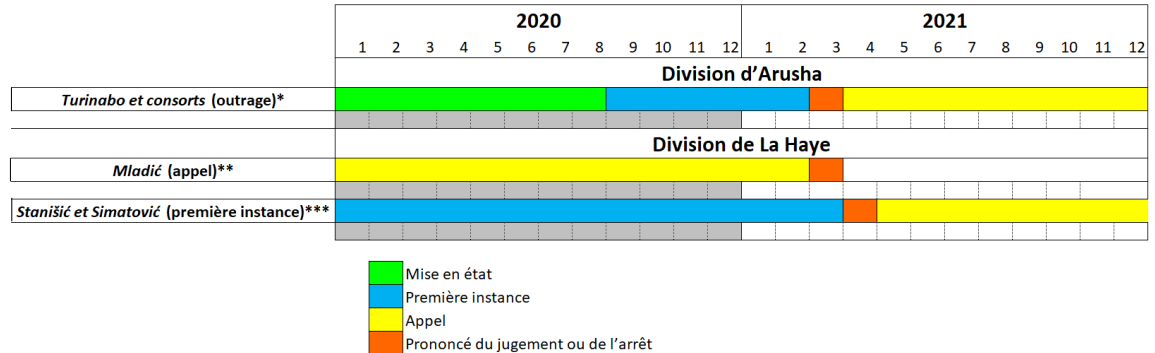 2020 2021
1 2 3 4 5 6 7 8 9 10 11 12 1 2 3 4 5 6 7 8 9 10 11 12
Division d'Arusha
Turinabo et consorts (outrage)*
Division de La Haye
Mladić (appel)**
Stanišić et Simatović (première instance)***
Mise en état
Première instance
Appel
Prononcé du jugement ou de l'arrêt